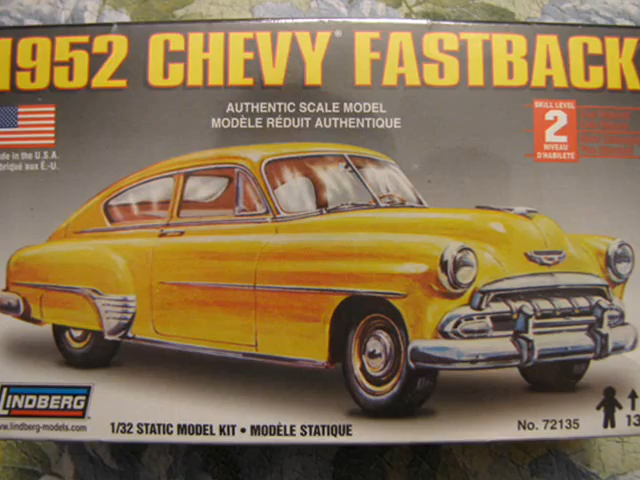 1952 CHEVY® FASTBACK
AUTHENTIC SCALE MODEL
MODÈLE RÉDUIT AUTHENTIQUE
SKILL LEVEL
2
NIVEAU
D'HABILETÉ
de in the U.S.A.
briqué aux É.-U.
LINDBERG
www.lindberg-models.com
1/32 STATIC MODEL KIT • MODÈLE STATIQUE
No. 72135
13